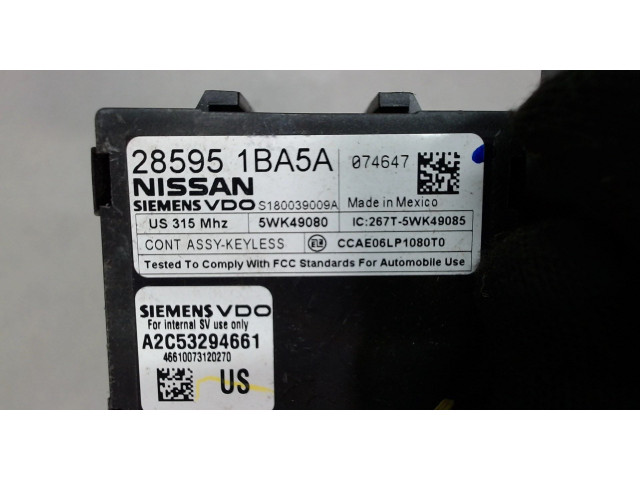 28595 1BA5A 074647
NISSAN
SIEMENS VDO S180039009A Made in Mexico
US 315 Mhz 5WK49080 IC:267T-5WK49085
CONT ASSY-KEYLESS CCAE06LP1080T0
Tested To Comply With FCC Standards For Automobile Use
SIEMENS VDO
For internal SV use only
A2C53294661
46610073120270
US